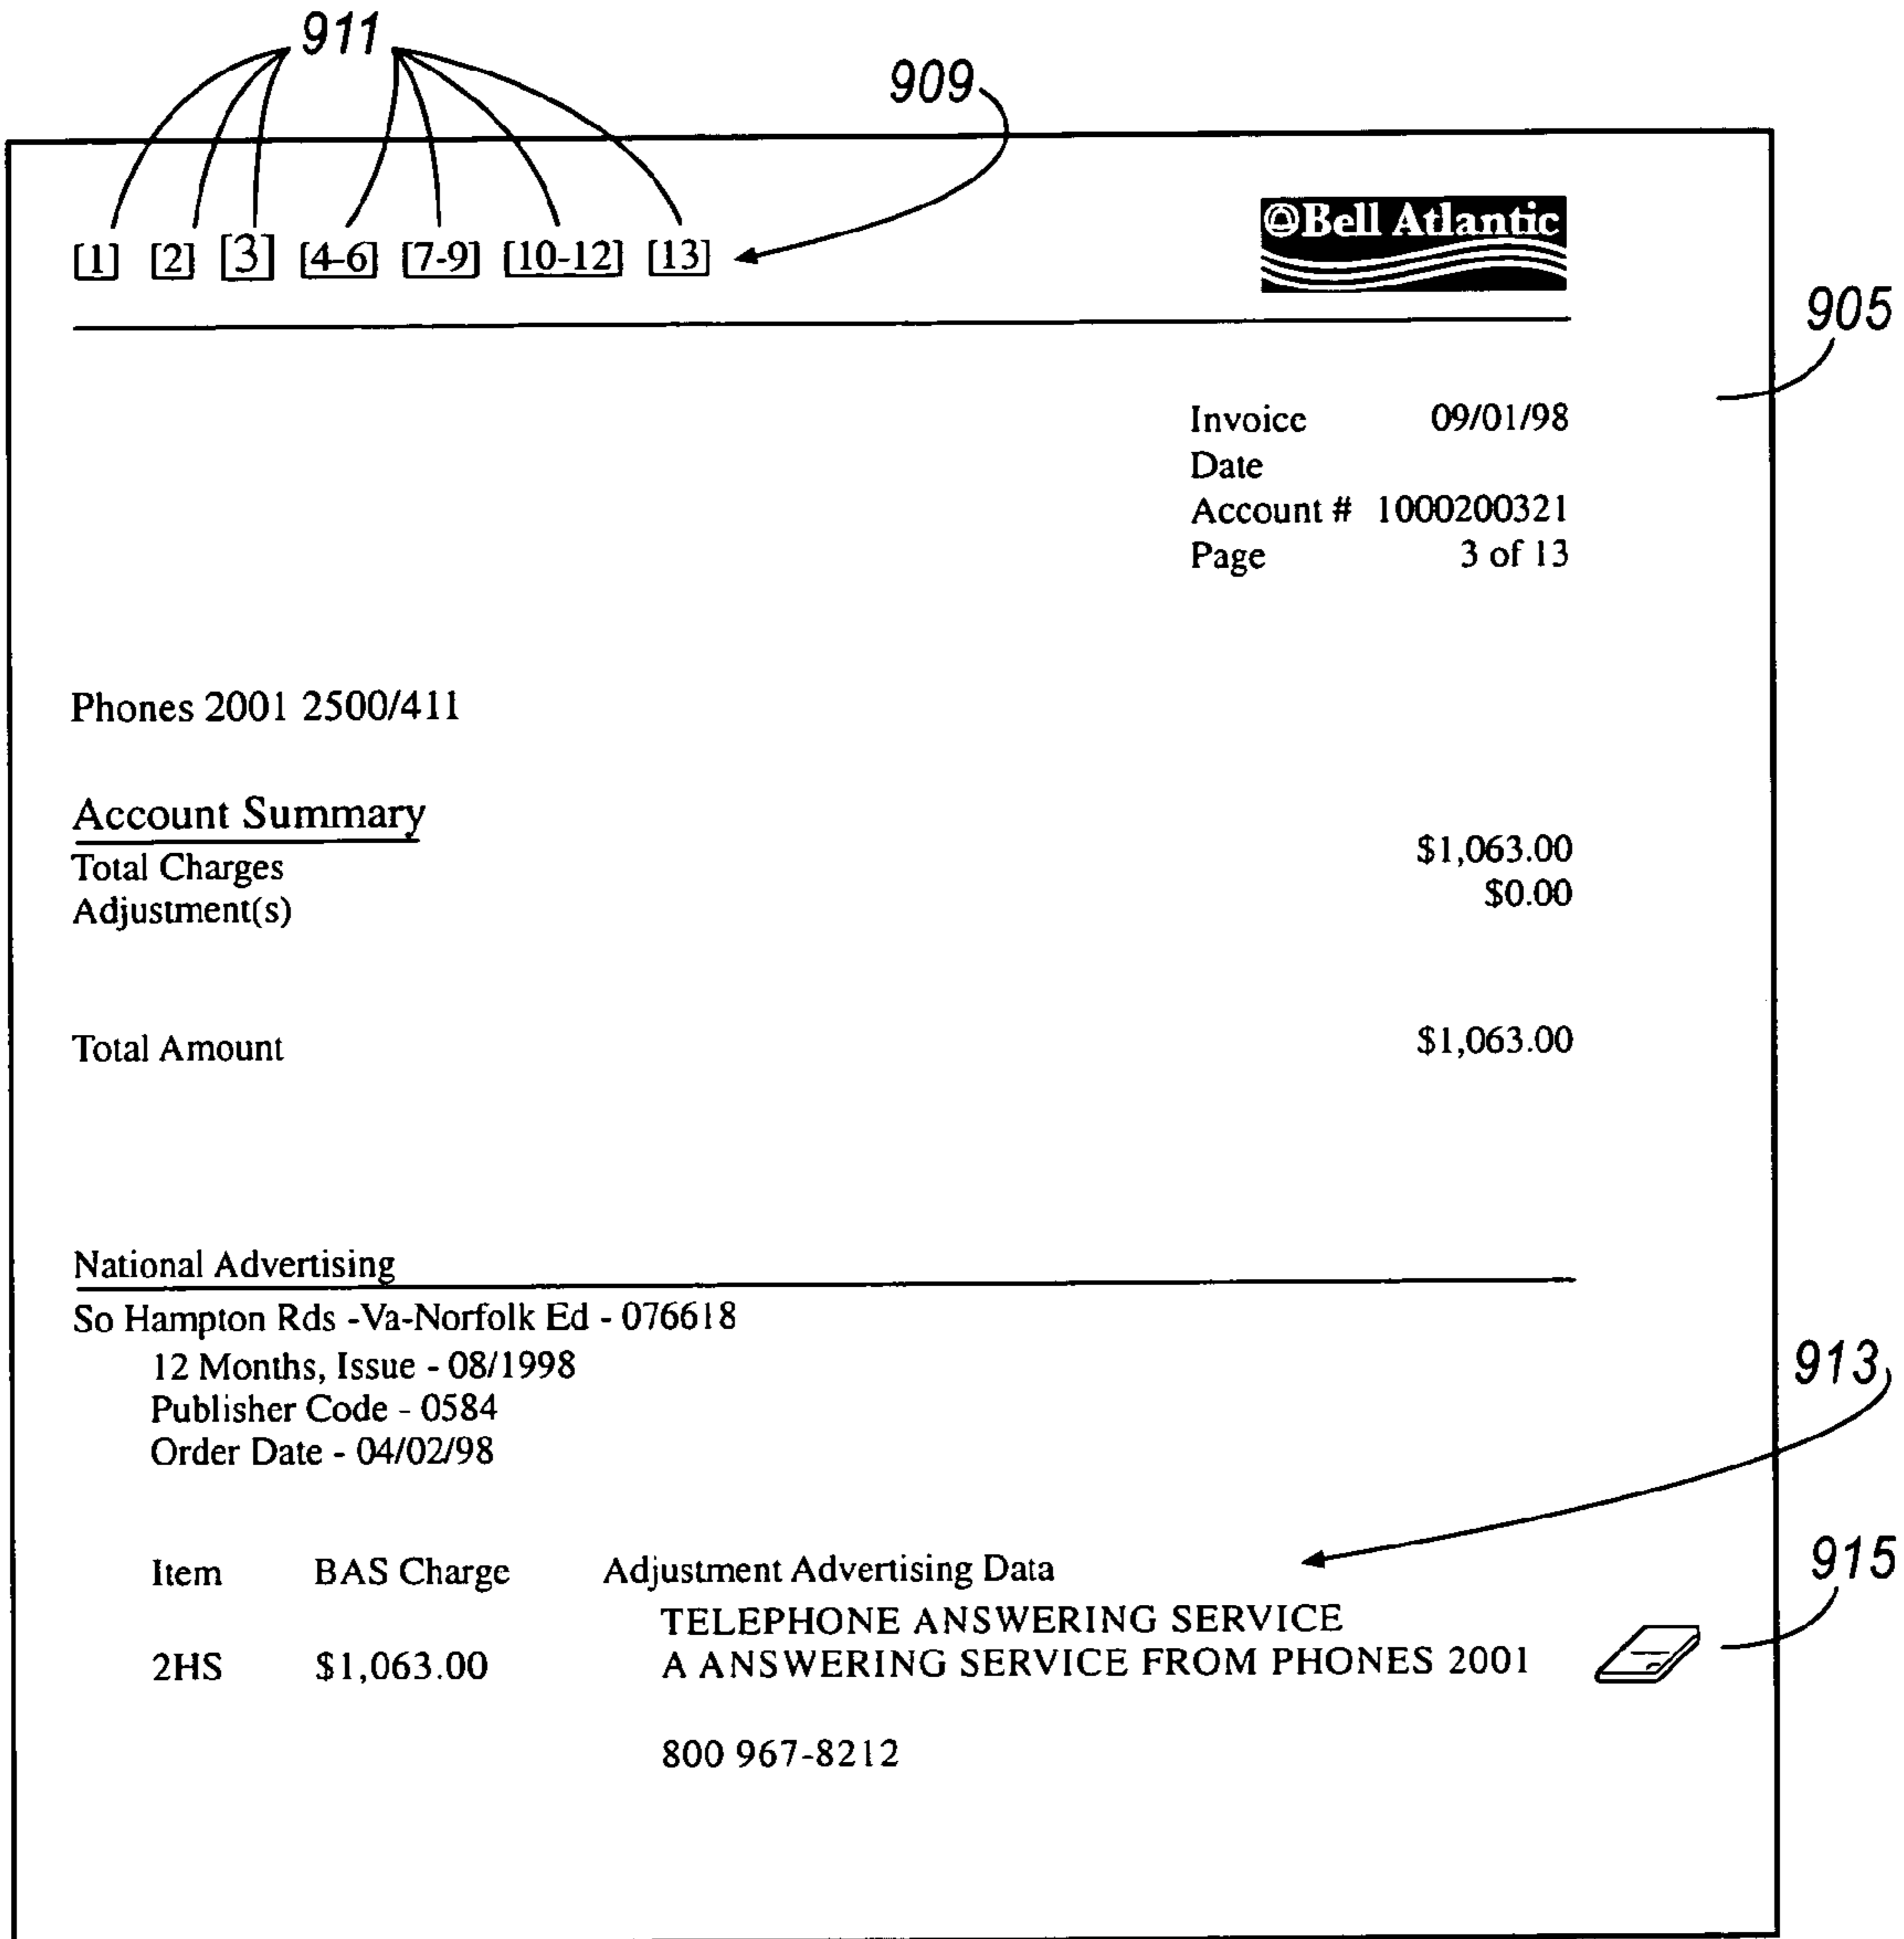 911
909
[1] [2] [3] [4-6] [7-9] [10-12] [13]
Bell Atlantic
905
Invoice Date 09/01/98
Account # 1000200321
Page 3 of 13
Phones 2001 2500/411
Account Summary
Total Charges $1,063.00
Adjustment(s) $0.00
Total Amount $1,063.00
National Advertising
So Hampton Rds -Va-Norfolk Ed - 076618
12 Months, Issue - 08/1998
Publisher Code - 0584
Order Date - 04/02/98
913
915
Item BAS Charge Adjustment Advertising Data
TELEPHONE ANSWERING SERVICE
2HS $1,063.00 A ANSWERING SERVICE FROM PHONES 2001
800 967-8212